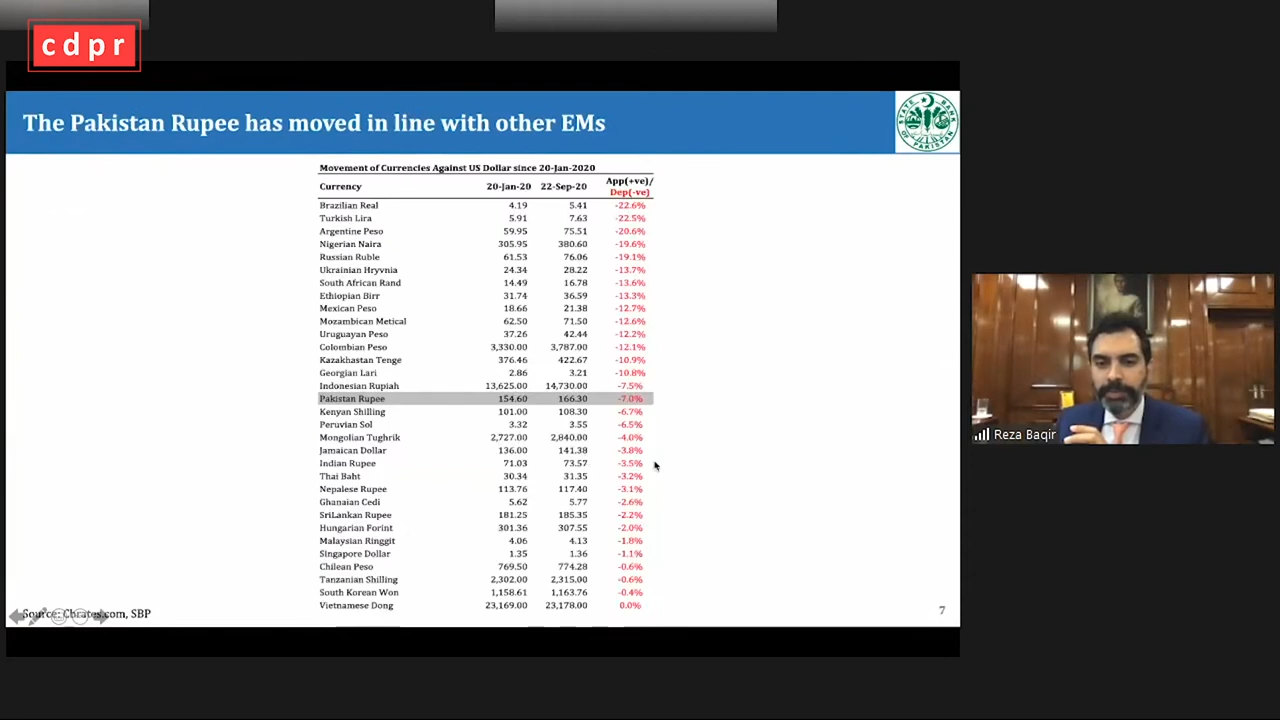 cdpr
The Pakistan Rupee has moved in line with other EMs
STATE BANK OF PAKISTAN
Movement of Currencies Against US Dollar since 20-Jan-2020
Currency 20-Jan-20 22-Sep-20 App(+ve)/ Dep(-ve)
Brazilian Real 4.19 5.41 -22.6%
Turkish Lira 5.91 7.63 -22.5%
Argentine Peso 59.95 75.51 -20.6%
Nigerian Naira 305.95 380.60 -19.6%
Russian Ruble 61.53 76.06 -19.1%
Ukrainian Hryvnia 24.34 28.22 -13.7%
South African Rand 14.49 16.78 -13.6%
Ethiopian Birr 31.74 36.59 -13.3%
Mexican Peso 18.66 21.38 -12.7%
Mozambican Metical 62.50 71.50 -12.6%
Uruguayan Peso 37.26 42.44 -12.2%
Colombian Peso 3,330.00 3,787.00 -12.1%
Kazakhstan Tenge 376.46 422.67 -10.9%
Georgian Lari 2.86 3.21 -10.8%
Indonesian Rupiah 13,625.00 14,730.00 -7.5%
Pakistan Rupee 154.60 166.30 -7.0%
Kenyan Shilling 101.00 108.30 -6.7%
Peruvian Sol 3.32 3.55 -6.5%
Mongolian Tughrik 2,727.00 2,840.00 -4.0%
Jamaican Dollar 136.00 141.38 -3.8%
Indian Rupee 71.03 73.57 -3.5%
Thai Baht 30.34 31.35 -3.2%
Nepalese Rupee 113.76 117.40 -3.1%
Ghanaian Cedi 5.62 5.77 -2.6%
SriLankan Rupee 181.25 185.35 -2.2%
Hungarian Forint 301.36 307.55 -2.0%
Malaysian Ringgit 4.06 4.13 -1.8%
Singapore Dollar 1.35 1.36 -1.1%
Chilean Peso 769.50 774.28 -0.6%
Tanzanian Shilling 2,302.00 2,315.00 -0.6%
South Korean Won 1,158.61 1,163.76 -0.4%
Vietnamese Dong 23,169.00 23,178.00 0.0%
Source: Cbrates.com, SBP
7
Reza Baqir